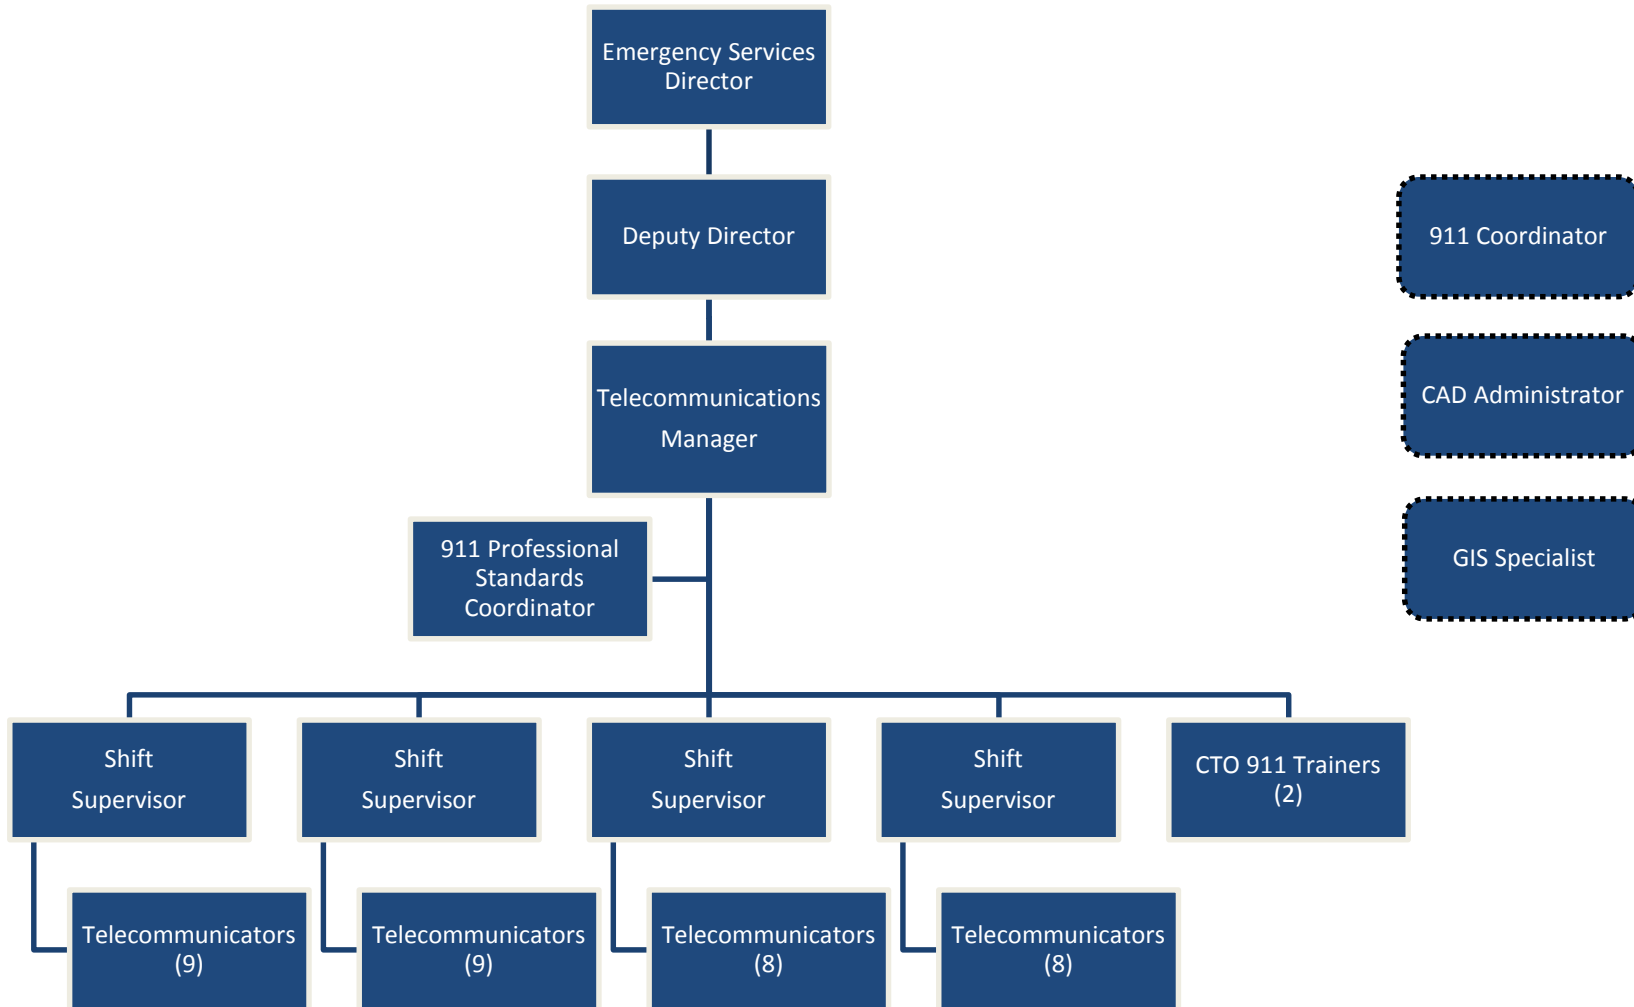 Emergency Services
Director
Deputy Director
911 Coordinator
Telecommunications
Manager
CAD Administrator
911 Professional
Standards
Coordinator
GIS Specialist
Shift
Supervisor
Shift
Supervisor
Shift
Supervisor
Shift
Supervisor
CTO 911 Trainers
(2)
Telecommunicators
(9)
Telecommunicators
(9)
Telecommunicators
(8)
Telecommunicators
(8)